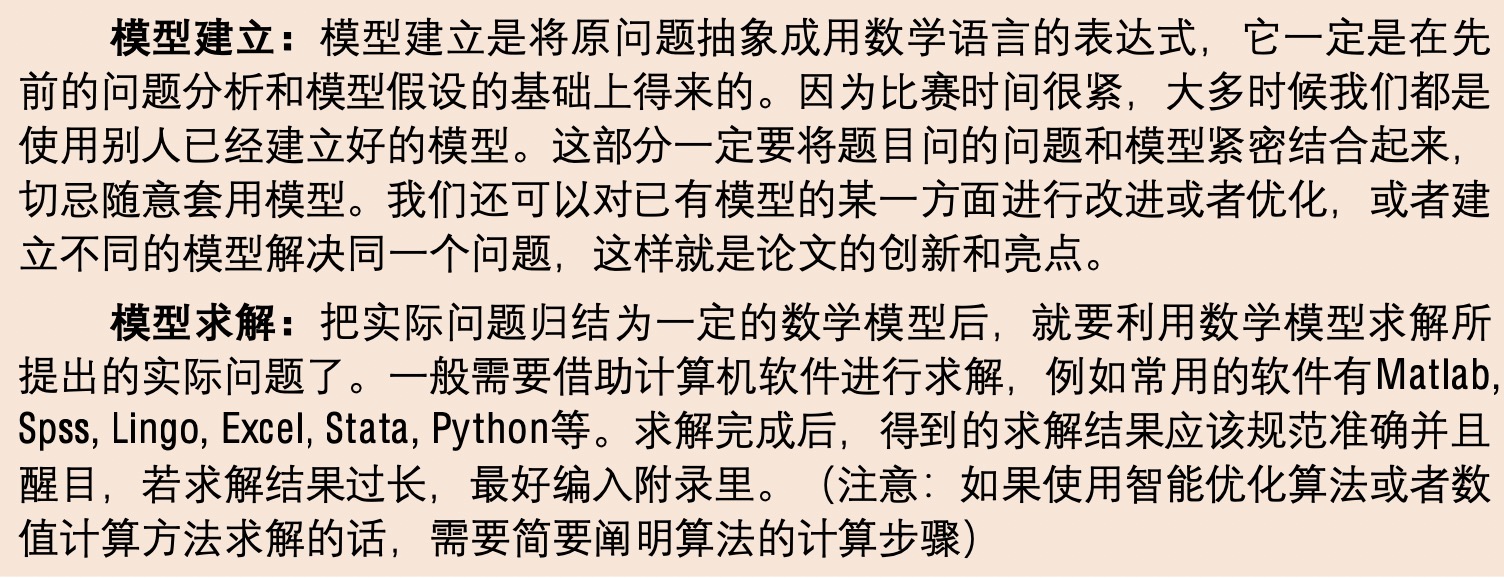 模型建立：模型建立是将原问题抽象成用数学语言的表达式，它一定是在先
前的问题分析和模型假设的基础上得来的。因为比赛时间很紧，大多时候我们都是
使用别人已经建立好的模型。这部分一定要将题目问的问题和模型紧密结合起来，
切忌随意套用模型。我们还可以对已有模型的某一方面进行改进或者优化，或者建
立不同的模型解决同一个问题，这样就是论文的创新和亮点。
模型求解：把实际问题归结为一定的数学模型后，就要利用数学模型求解所
提出的实际问题了。一般需要借助计算机软件进行求解，例如常用的软件有Matlab,
Spss, Lingo, Excel, Stata, Python等。求解完成后，得到的求解结果应该规范准确并且
醒目，若求解结果过长，最好编入附录里。（注意：如果使用智能优化算法或者数
值计算方法求解的话，需要简要阐明算法的计算步骤）